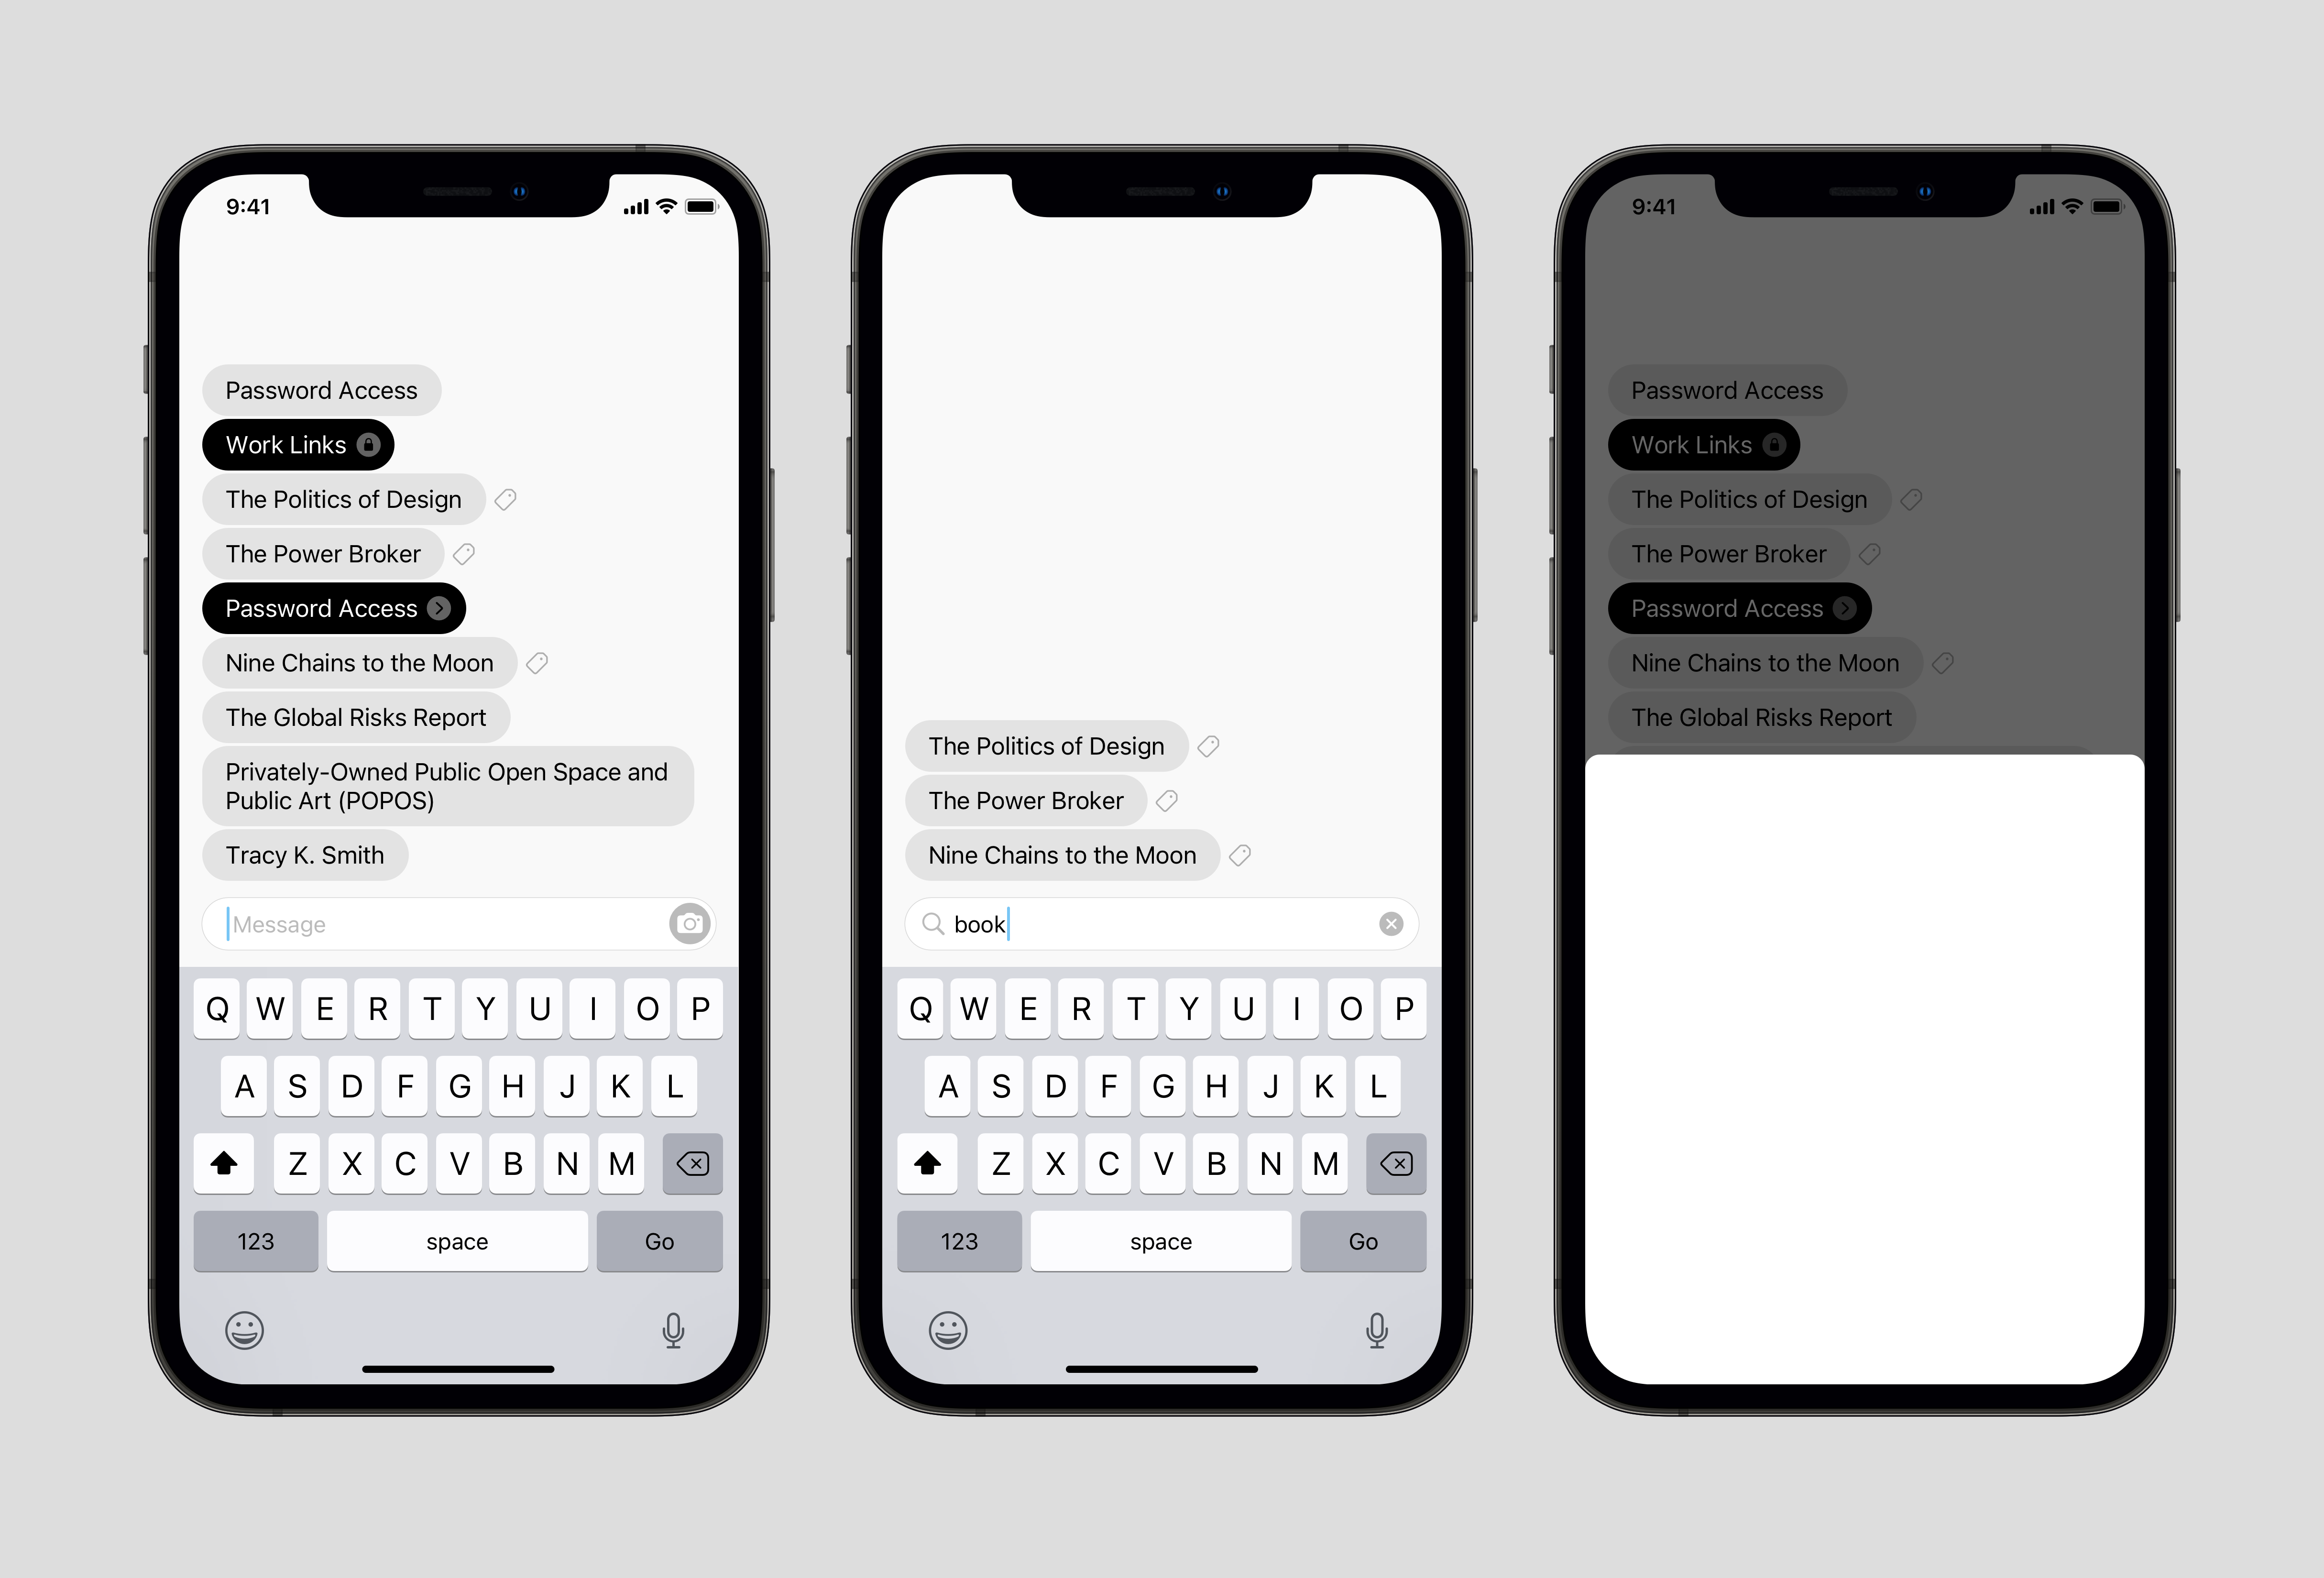 9:41
Password Access
Work Links
The Politics of Design
The Power Broker
Password Access
Nine Chains to the Moon
The Global Risks Report
Privately-Owned Public Open Space and
Public Art (POPOS)
Tracy K. Smith
Message
Q W E R T Y U I O P
A S D F G H J K L
Z X C V B N M
123 space Go
The Politics of Design
The Power Broker
Nine Chains to the Moon
book
Q W E R T Y U I O P
A S D F G H J K L
Z X C V B N M
123 space Go
9:41
Password Access
Work Links
The Politics of Design
The Power Broker
Password Access
Nine Chains to the Moon
The Global Risks Report